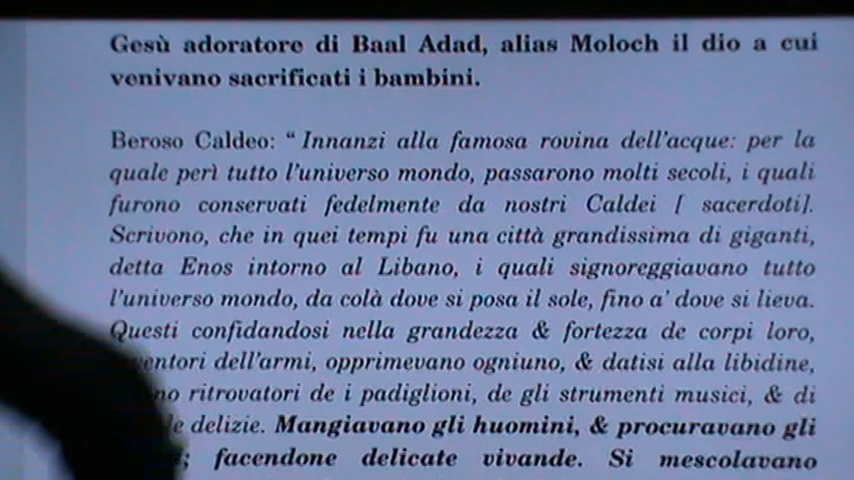 Gesù adoratore di Baal Adad, alias Moloch il dio a cui
venivano sacrificati i bambini.
Beroso Caldeo: “ Innanzi alla famosa rovina dell'acque: per la
quale perì tutto l'universo mondo, passarono molti secoli, i quali
furono conservati fedelmente da nostri Caldei [ sacerdoti].
Scrivono, che in quei tempi fu una città grandissima di giganti,
detta Enos intorno al Libano, i quali signoreggiavano tutto
l'universo mondo, da colà dove si posa il sole, fino a' dove si lieva.
Questi confidandosi nella grandezza & fortezza de corpi loro,
dell'armi, opprimevano ogniuno, & datisi alla libidine,
ritrovatori de i padiglioni, de gli strumenti musici, & di
delizie. Mangiavano gli huomini, & procuravano gli
; facendone delicate vivande. Si mescolavano